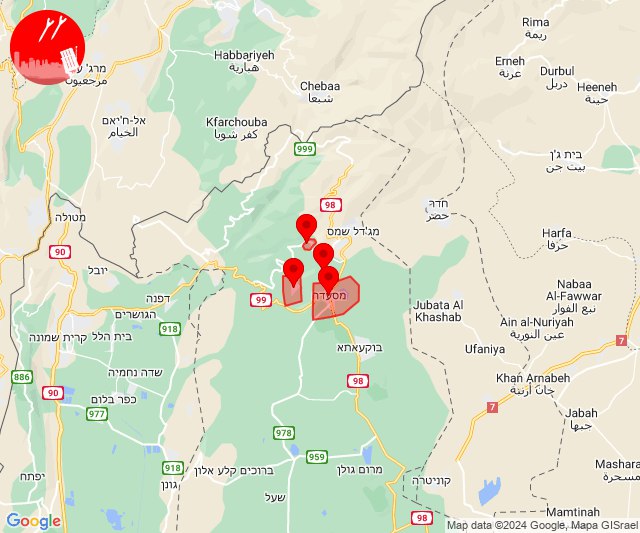 Rima
ريمة
Erneh
عرنة
Durbul
دربل
Heeneh
حينة
Habbariyeh
هبارية
Chebaa
شبعا
مرجعيون
אל-ח'יאם
الخيام
Kfarchouba
كفر شوبا
999
בית ג'ן
بيت جن
98
חדר
حضر
מטולה
מג'דל שמס
Harfa
حرفا
90
יובל
Nabaa
Al-Fawwar
نبع الفوار
דפנה
99
מסעדה
Jubata Al
Khashab
הגושרים
918
Ain al-Nuriyah
عين النورية
קרית שמונה
בית הלל
בוקעאתא
Ufaniya
7
שדה נחמיה
886
98
Khan Arnabeh
خان أرنبة
90
כפר בלום
977
7
Jabah
جبها
978
918
959
ברוכים קלע אלון
מרום גולן
Mashara
مسحرة
יפתח
גונן
קוניטרה
שעל
98
Mamtinah
Google
Map data ©2024 Google, Mapa GISrael